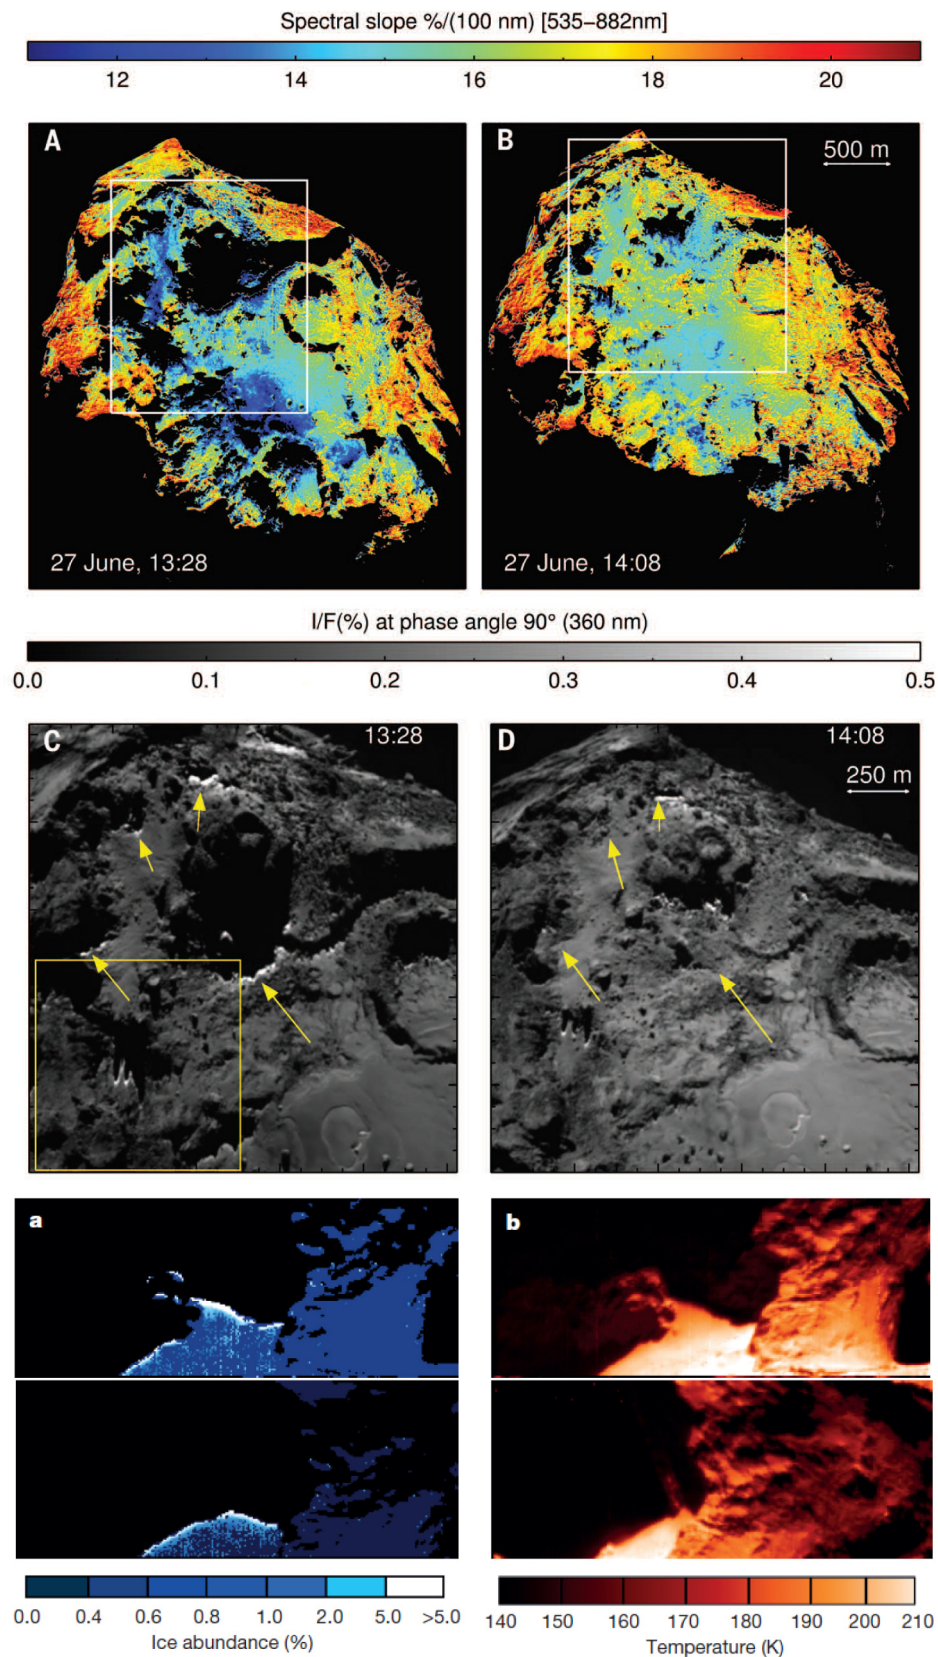 Spectral slope %/(100 nm) [535−882nm]
12 14 16 18 20
A
B
500 m
27 June, 13:28
27 June, 14:08
I/F(%) at phase angle 90° (360 nm)
0.0 0.1 0.2 0.3 0.4 0.5
C
13:28
D
14:08
250 m
a
b
0.0 0.4 0.6 0.8 1.0 2.0 5.0 >5.0
Ice abundance (%)
140 150 160 170 180 190 200 210
Temperature (K)